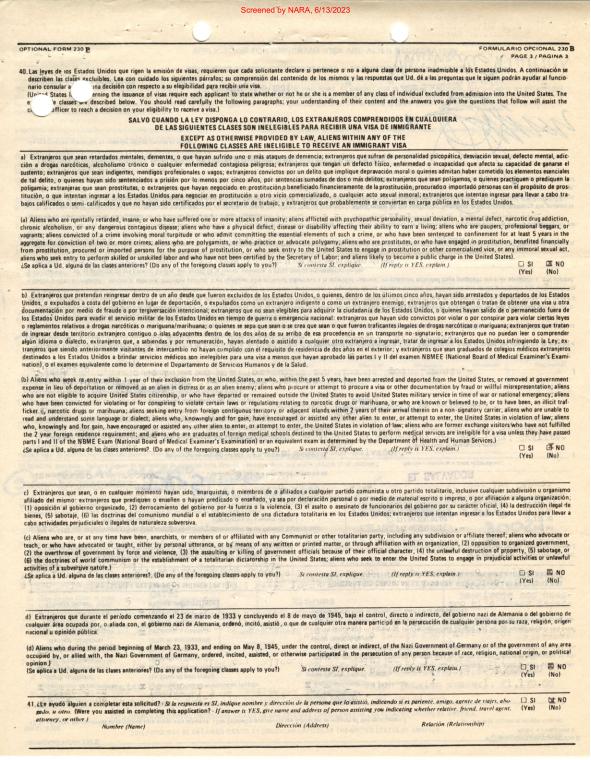 Screened by NARA, 6/13/2023
OPTIONAL FORM 230 B
FORMULARIO OPCIONAL 230 B
PAGE 3 / PAGINA 3
40. Las leyes de los Estados Unidos que rigen la emisión de visas, requieren que cada solicitante declare si pertenece o no a alguna clase de persona inadmisible a los Estados Unidos. A continuación se
describen las clases excluibles. Lea con cuidado los siguientes párrafos; su comprensión del contenido de los mismos y las respuestas que Ud. dé a las preguntas que le siguen podrán ayudar al funcio-
nario consular a decisión con respecto a su eligibilidad para recibir una visa.
(United States erning the issuance of visas require each applicant to state whether or not he or she is a member of any class of excluded from admission into the United States. The
e classes are described below. You should read carefully the following paragraphs; your understanding of their content and the answers you give the questions that follow will assist the
officer to reach a decision on your eligibility to receive a visa.)
SALVO CUANDO LA LEY DISPONGA LO CONTRARIO, LOS EXTRANJEROS COMPRENDIDOS EN CUALQUIERA
DE LAS SIGUIENTES CLASES SON INELEGIBLES PARA RECIBIR UNA VISA DE INMIGRANTE
EXCEPT AS OTHERWISE PROVIDED BY LAW, ALIENS WITHIN ANY OF THE
FOLLOWING CLASSES ARE INELIGIBLE TO RECEIVE AN IMMIGRANT VISA
a) Extranjeros que sean retardados mentales, dementes, o que hayan sufrido uno o más ataques de demencia; extranjeros que sufran de personalidad psicopática, desviación sexual, defecto mental, adic-
ción a drogas narcóticas, alcoholismo crónico o cualquier enfermedad contagiosa peligrosa; extranjeros que tengan un defecto físico, enfermedad o incapacidad que afecte su capacidad de ganarse el
sustento; extranjeros que sean indigentes, mendigos profesionales o vagos; extranjeros convictos por un delito que implique depravación moral o quienes admitan haber cometido los elementos esenciales
de tal delito, o quienes hayan sido sentenciados a prisión por lo menos por cinco años, por sentencias sumadas de dos o más delitos; extranjeros que sean polígamos, o quienes practiquen o prediquen la
poligamia; extranjeros que sean prostitutas, o extranjeros que hayan negociado en prostitución, beneficiado financieramente de la prostitución, procurado o importado personas con el propósito de pros-
titución, o que intentan ingresar a los Estados Unidos para negociar en prostitución u otro vicio comercializado, o cualquier acto sexual inmoral; extranjeros que intentan ingresar para llevar a cabo tra-
bajos calificados o semi-calificados y que no hayan sido certificados por el secretario de trabajo, y extranjeros que probablemente se conviertan en carga pública en los Estados Unidos.
(a) Aliens who are mentally retarded, insane, or who have suffered one or more attacks of insanity; aliens afflicted with psychopathic personality, sexual deviation, a mental defect, narcotic drug addiction,
chronic alcoholism, or any dangerous contagious disease; aliens who have a physical defect, disease or disability affecting their ability to earn a living; aliens who are paupers, professional beggars, or
vagrants; aliens convicted of a crime involving moral turpitude or who admit committing the essential elements of such a crime, or who have been sentenced to confinement for at least 5 years in the
aggregate for conviction of two or more crimes; aliens who are polygamists, or who practice or advocate polygamy, aliens who are prostitutes, or who have engaged in prostitution, benefited financially
from prostitution, procured or imported persons for the purpose of prostitution, or who seek entry to the United States to engage in prostitution or other commercialized vice, or any immoral sexual act,
aliens who seek entry to perform skilled or unskilled labor and who have not been certified by the Secretary of Labor; and aliens likely to become a public charge in the United States).
¿Se aplica a Ud. alguna de las clases anteriores? (Do any of the foregoing classes apply to you?) Si contesta SI, explique. (If reply is YES, explain.) SI NO
(Yes) (No)
b) Extranjeros que pretendan reingresar dentro de un año desde que fueron excluidos de los Estados Unidos, o quienes, dentro de los últimos cinco años, hayan sido arrestados y deportados de los Estados
Unidos, o expulsados a costa del gobierno en lugar de deportación, o expulsados como un extranjero indigente o como un extranjero enemigo, extranjeros que obtengan o tratan de obtener una visa u otra
documentación por medio de fraude o por tergiversación intencional; extranjeros que no sean elegibles para adquirir la ciudadanía de los Estados Unidos, o quienes hayan salido de o permanecido fuera de
los Estados Unidos para evadir el servicio militar de los Estados Unidos en tiempo de guerra o emergencia nacional; extranjeros que hayan sido convictos por violar o por conspirar para violar ciertas leyes
o reglamentos relativos a drogas narcóticas o marijuana/marihuana; o quienes se sepa que sean o se crea que sean o que fueron traficantes ilegales de drogas narcóticas o marijuana; extranjeros que traten
de ingresar desde territorio extranjero contiguo o islas adyacentes dentro de los dos años de su arriba de esa procedencia en un transporte no-signatario; extranjeros que no puedan leer o comprender
algún idioma o dialecto; extranjeros que, a sabiendas y por remuneración, hayan alentado o asistido a cualquier otro extranjero a ingresar, tratar de ingresar a los Estados Unidos infringiendo la Ley; ex-
tranjeros que siendo anteriormente visitantes de intercambio no hayan cumplido con el requisito de residencia de dos años en el exterior; y extranjeros que sean graduados de colegios médicos extranjeros
destinados a los Estados Unidos a brindar servicios médicos son inelegibles para una visa a menos que hayan aprobado las partes I y II del examen NBMEE (National Board of Medical Examiner's Exami-
nation), o el examen equivalente como lo determine el Departamento de Servicios Humanos y de la Salud.
(b) Aliens who seek re-entry within 1 year of their exclusion from the United States, or who, within the past 5 years, have been arrested and deported from the United States, or removed at government
expense in lieu of deportation or removed as an alien in distress or as an alien enemy; aliens who procure or attempt to procure a visa or other documentation by fraud or willful misrepresentation; aliens
who are not eligible to acquire United States citizenship, or who have departed or remained outside the United States to avoid United States military service in time of war or national emergency; aliens
who have been convicted for violating or for conspiring to violate certain laws or regulations relating to narcotic drugs or marihuana, or who are known or believed to be, or to have been, an illicit traf-
ficker in narcotic drugs or marihuana; aliens seeking entry from foreign contiguous territory or adjacent islands within 2 years of their arrival therein on a non-signatory carrier, aliens who are unable to
read and understand some language or dialect; aliens who, knowingly and for gain, have encouraged or assisted any other alien to enter, or attempt to enter, the United States in violation of law; aliens
who, knowingly and for gain, have encouraged or assisted any other alien to enter, or attempt to enter, the United States in violation of law; aliens who are former exchange visitors who have not fulfilled
the 2 year foreign residence requirement; and aliens who are graduates of foreign medical schools destined to the United States to perform medical services are ineligible for a visa unless they have passed
parts I and II of the NBME Exam (National Board of Medical Examiner's Examination) or an equivalent exam as determined by the Department of Health and Human Services.)
¿Se aplica a Ud. alguna de las clases anteriores?. (Do any of the foregoing classes apply to you?) Si contesta SI, explique. (If reply is YES, explain.) SI NO
(Yes) (No)
c) Extranjeros que sean, o en cualquier momento hayan sido, anarquistas, o miembros de o afiliados a cualquier partido comunista u otro partido totalitario, inclusive cualquier subdivisión u organismo
afiliado del mismo: extranjeros que prediquen o enseñen o hayan predicado o enseñado, ya sea por declaración personal o por medio de material escrito o impreso, o por afiliación a alguna organización;
(1) oposición al gobierno organizado, (2) derrocamiento del gobierno por la fuerza o la violencia, (3) el asalto o asesinato de funcionarios del gobierno por su carácter oficial, (4) la destrucción ilegal de
bienes, (5) sabotaje, o (6) las doctrinas del comunismo mundial o el establecimiento de una dictadura totalitaria en los Estados Unidos; extranjeros que intentan ingresar a los Estados Unidos para llevar a
cabo actividades perjudiciales o ilegales de naturaleza subversiva.
(c) Aliens who are, or at any time have been, anarchists, or members of or affiliated with any Communist or other totalitarian party, including any subdivision or affiliate thereof; aliens who advocate or
teach, or who have advocated or taught, either by personal utterance, or by means of any written or printed matter, or through affiliation with an organization, (1) opposition to organized government,
(2) the overthrow of government by force and violence, (3) the assaulting or killing of government officials because of their official character; (4) the unlawful destruction of property, (5) sabotage, or
(6) the doctrines of world communism or the establishment of a totalitarian dictatorship in the United States; aliens who seek to enter the United States to engage in prejudicial activities or unlawful
activities of a subversive nature.)
¿Se aplica a Ud. alguna de las clases anteriores?. (Do any of the foregoing classes apply to you?) Si contesta SI, explique. (If reply is YES, explain.) SI NO
(Yes) (No)
d) Extranjeros que durante el período comenzando el 23 de marzo de 1933 y concluyendo el 8 de mayo de 1945, bajo el control, directo o indirecto, del gobierno nazi de Alemania o del gobierno de
cualquier área ocupada por, o aliada con, el gobierno nazi de Alemania, ordenó, incitó, asistió, o que de cualquier otra manera participó en la persecución de cualquier persona por su raza, religión, origen
nacional u opinión pública.
(d) Aliens who during the period beginning of March 23, 1933, and ending on May 8, 1945, under the control, direct or indirect, of the Nazi Government of Germany or of the government of any area
occupied by, or allied with, the Nazi Government of Germany, ordered, incited, assisted, or otherwise participated in the persecution of any person because of race, religion, national origin, or political
opinion.)
¿Se aplica a Ud. alguna de las clases anteriores? (Do any of the foregoing classes apply to you?) Si contesta SI, explique. (If reply is YES, explain.) SI NO
(Yes) (No)
41. ¿Le ayudó alguien a completar esta solicitud? - Si la respuesta es SI, indique nombre y dirección de la persona que lo asistió, indicando si es pariente, amigo, agente de viajes, abo-
gado, u otro. (Were you assisted in completing this application? - If answer is YES, give name and address of person assisting you indicating whether relative, friend, travel agent,
attorney, or other.) SI NO
(Yes) (No)
Nombre (Name) Dirección (Address) Relación (Relationship)